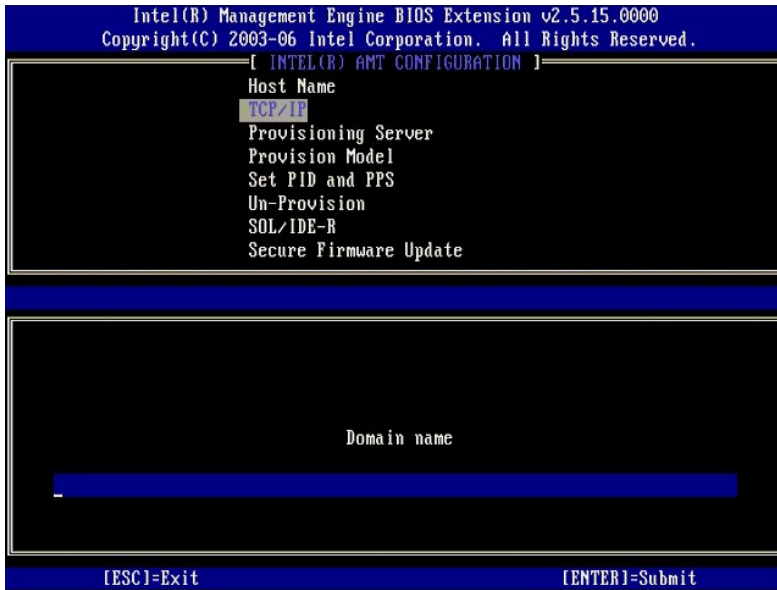 Intel(R) Management Engine BIOS Extension v2.5.15.0000
Copyright(C) 2003-06 Intel Corporation. All Rights Reserved.
[ INTEL(R) AMT CONFIGURATION ]
Host Name
TCP/IP
Provisioning Server
Provision Model
Set PID and PPS
Un-Provision
SOL/IDE-R
Secure Firmware Update
Domain name
[ESC]=Exit [ENTER]=Submit